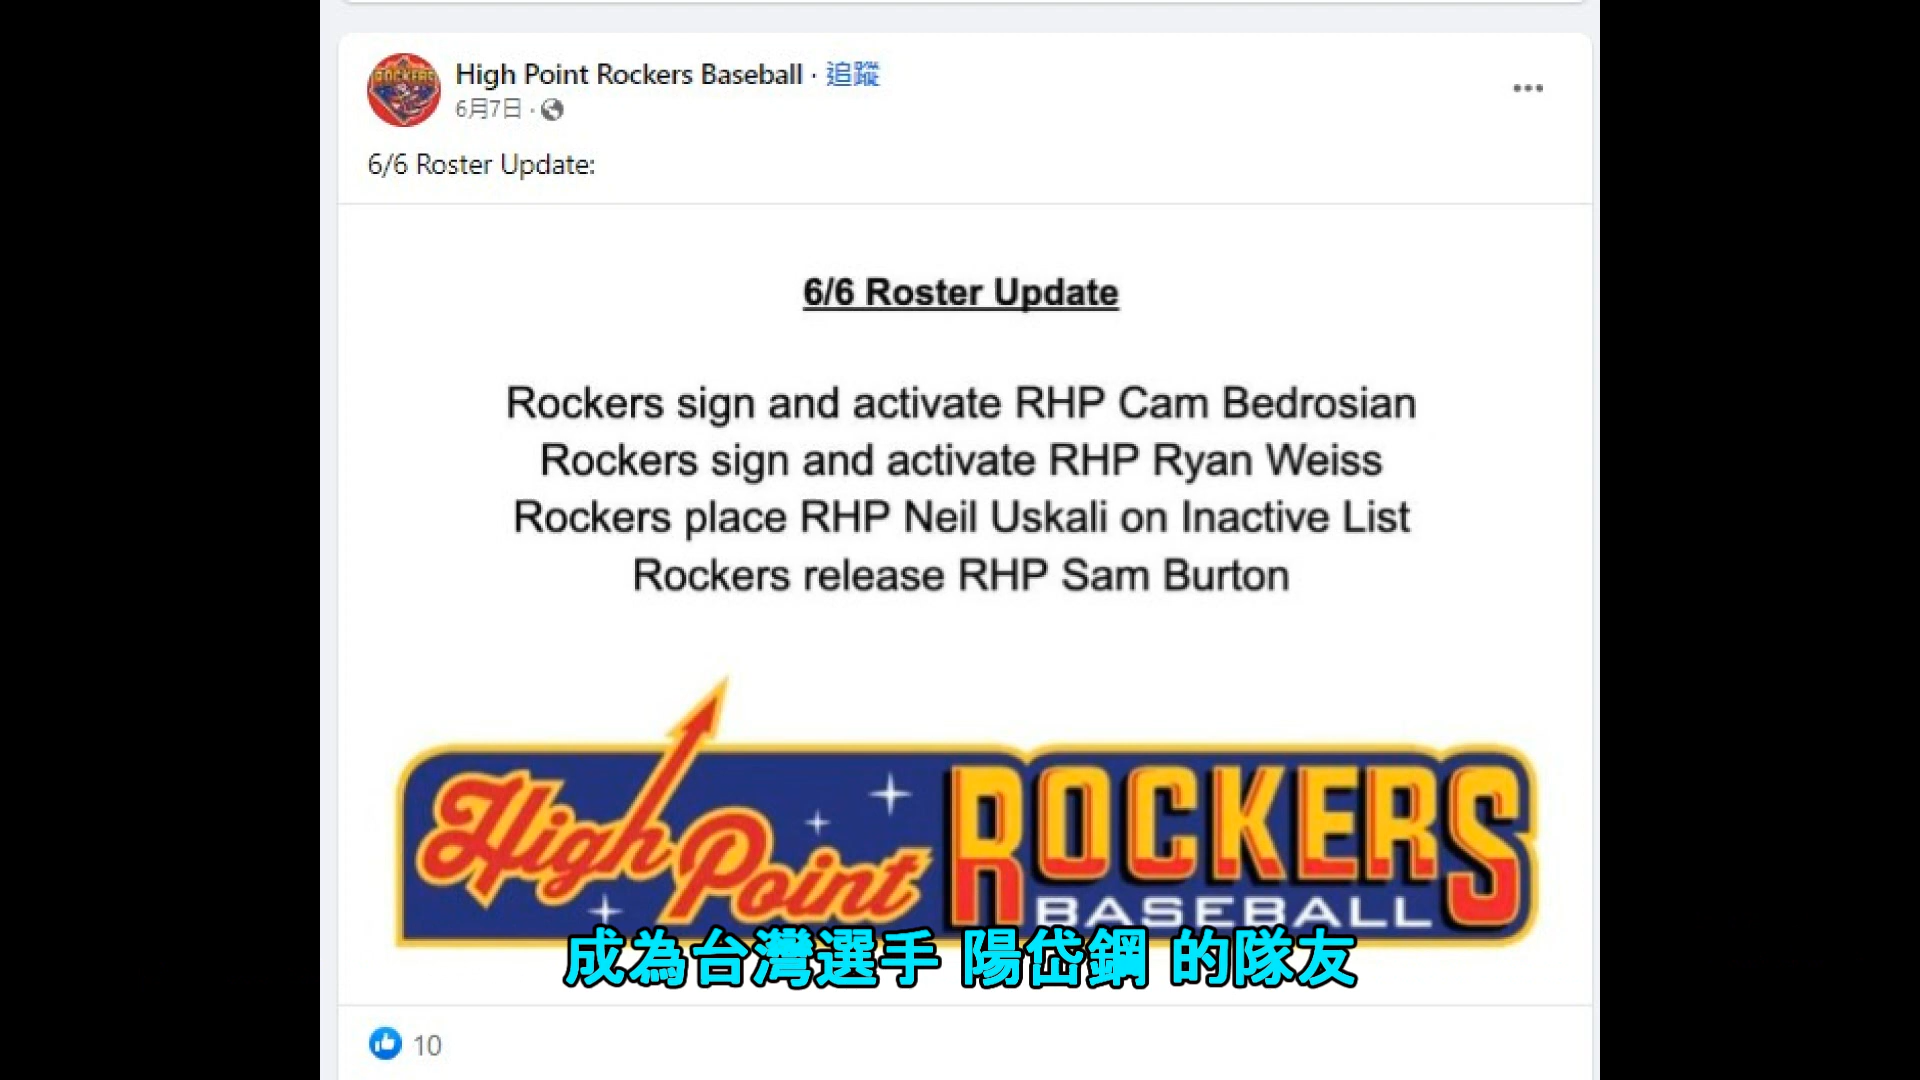 High Point Rockers Baseball · 追蹤
6月7日 ·
6/6 Roster Update:
6/6 Roster Update
Rockers sign and activate RHP Cam Bedrosian
Rockers sign and activate RHP Ryan Weiss
Rockers place RHP Neil Uskali on Inactive List
Rockers release RHP Sam Burton
High Point ROCKERS
BASEBALL
成為台灣選手 陽岱鋼 的隊友
10